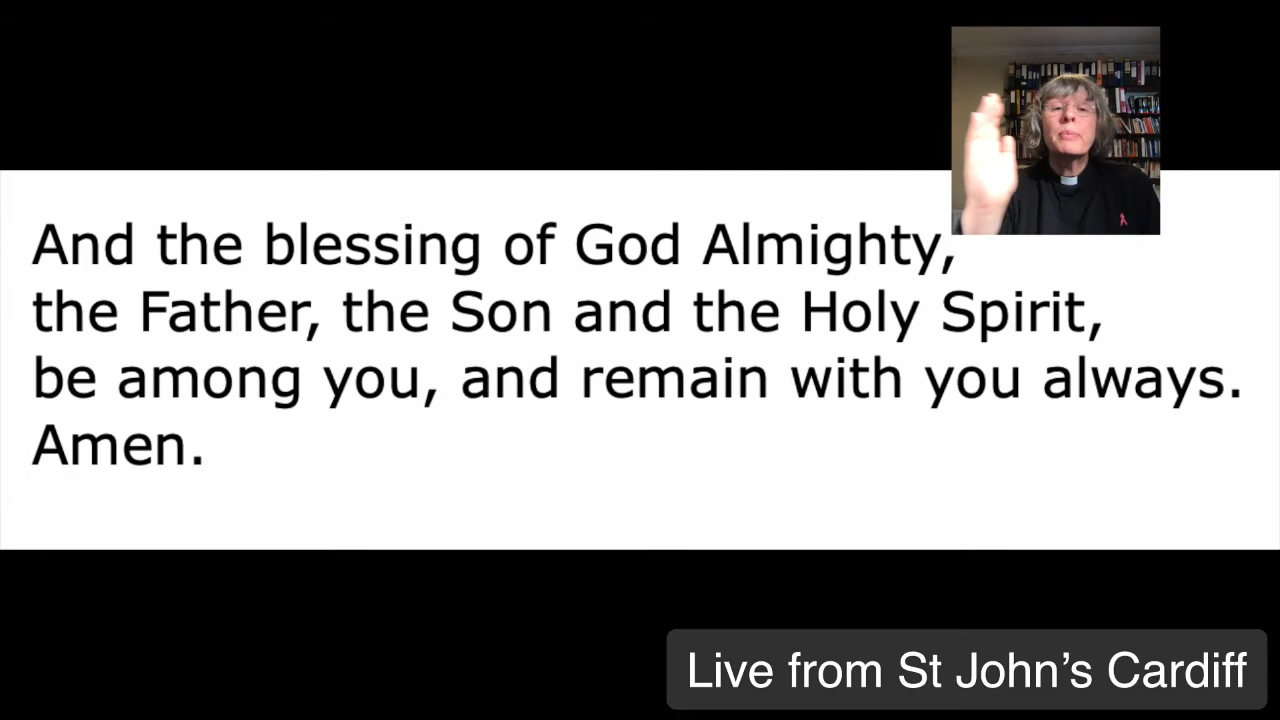 And the blessing of God Almighty,
the Father, the Son and the Holy Spirit,
be among you, and remain with you always.
Amen.
Live from St John’s Cardiff